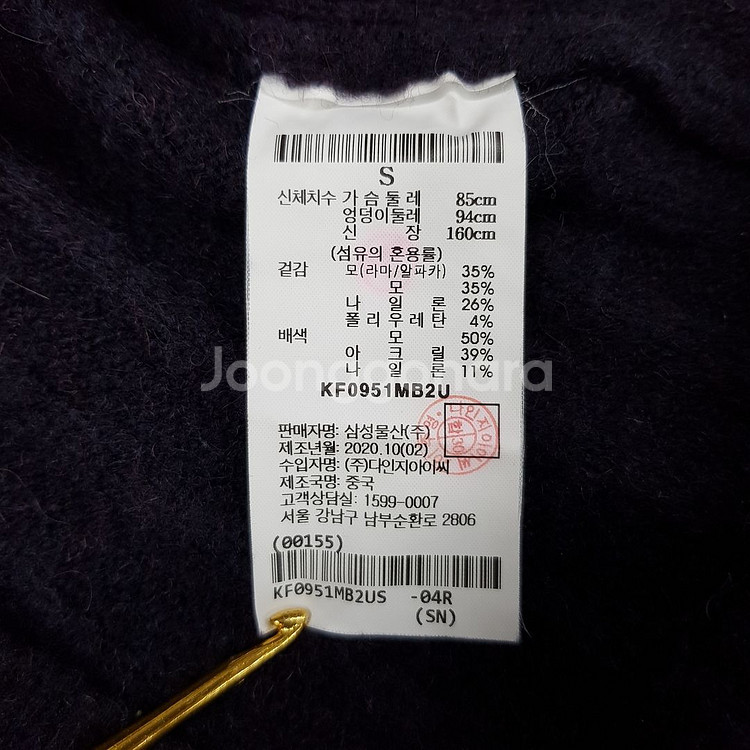 S
신체치수 가 슴 둘 레 85cm
엉덩이둘레 94cm
신 장 160cm
(섬유의 혼용률)
겉감 모(라마/알파카) 35%
모 35%
나 일 론 26%
폴 리 우 레 탄 4%
배색 모 50%
아 크 릴 39%
나 일 론 11%
Joonggonara
KF0951MB2U
판매자명: 삼성물산(주)
제조년월: 2020.10(02)
수입자명: (주)다인지아이씨
제조국명: 중국
고객상담실: 1599-0007
서울 강남구 남부순환로 2806
(00155)
KF0951MB2US -04R
(SN)